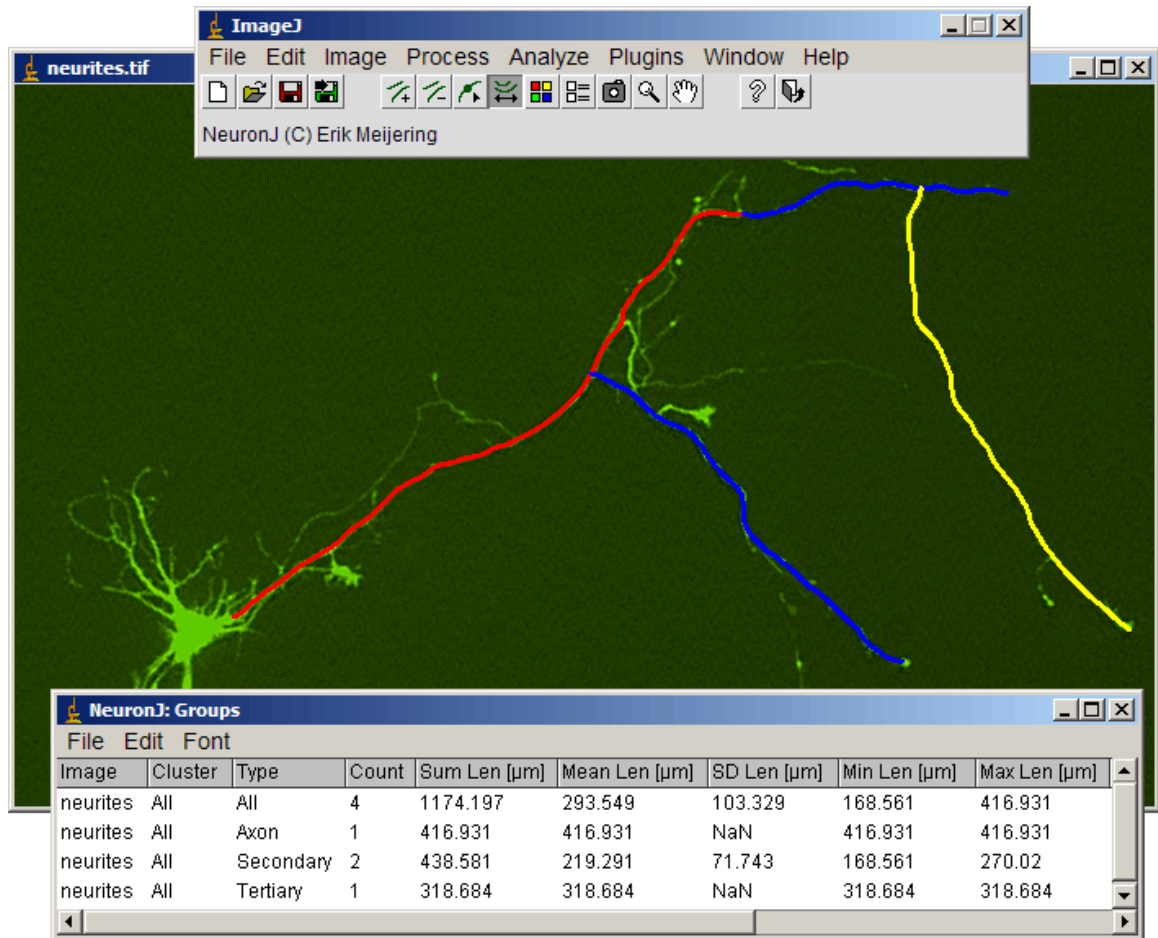 ImageJ
File Edit Image Process Analyze Plugins Window Help
NeuronJ (C) Erik Meijering
neurites.tif
NeuronJ: Groups
File Edit Font
Image Cluster Type Count Sum Len [µm] Mean Len [µm] SD Len [µm] Min Len [µm] Max Len [µm]
neurites All All 4 1174.197 293.549 103.329 168.561 416.931
neurites All Axon 1 416.931 416.931 NaN 416.931 416.931
neurites All Secondary 2 438.581 219.291 71.743 168.561 270.02
neurites All Tertiary 1 318.684 318.684 NaN 318.684 318.684